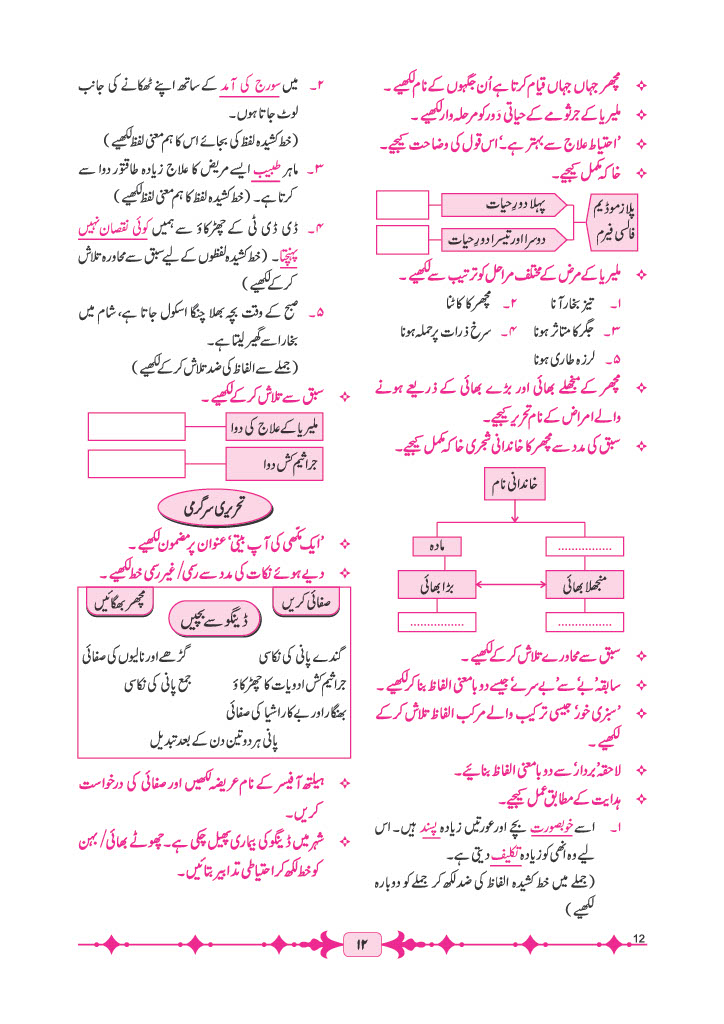 ❖ مچھر جہاں جہاں قیام کرتا ہے اُن جگہوں کے نام لکھیے۔
❖ ملیریا کے جرثومے کے حیاتی دَور کو مرحلہ وار لکھیے۔
❖ 'احتیاط علاج سے بہتر ہے۔' اس قول کی وضاحت کیجیے۔
❖ خاکہ مکمل کیجیے۔
پلازموڈیم
فالسی فیرم
پہلا دورِ حیات
دوسرا اور تیسرا دورِ حیات
❖ ملیریا کے مرض کے مختلف مراحل کو ترتیب سے لکھیے۔
۱۔ تیز بخار آنا ۲۔ مچھر کا کاٹنا
۳۔ جگر کا متاثر ہونا ۴۔ سرخ ذرات پر حملہ ہونا
۵۔ لرزہ طاری ہونا
❖ مچھر کے منجھلے بھائی اور بڑے بھائی کے ذریعے ہونے
والے امراض کے نام تحریر کیجیے۔
❖ سبق کی مدد سے مچھر کا خاندانی شجری خاکہ مکمل کیجیے۔
خاندانی نام
................ مادہ
منجھلا بھائی بڑا بھائی
................ ................
❖ سبق سے محاورے تلاش کر کے لکھیے۔
❖ سابقہ 'بے' سے 'بے سرے' جیسے دو بامعنی الفاظ بنا کر لکھیے۔
❖ 'سبزی خور' جیسی ترکیب والے مرکب الفاظ تلاش کر کے
لکھیے۔
❖ لاحقہ 'بردار' سے دو بامعنی الفاظ بنائیے۔
❖ ہدایت کے مطابق عمل کیجیے۔
۱۔ اسے خوبصورت بچے اور عورتیں زیادہ پسند ہیں۔ اس
لیے وہ انھی کو زیادہ تکلیف دیتی ہے۔
(جملے میں خط کشیدہ الفاظ کی ضد لکھ کر جملے کو دوبارہ
لکھیے)
۲۔ میں سورج کی آمد کے ساتھ اپنے ٹھکانے کی جانب
لوٹ جاتا ہوں۔
(خط کشیدہ لفظ کی بجائے اس کا ہم معنی لفظ لکھیے)
۳۔ ماہر طبیب ایسے مریض کا علاج زیادہ طاقتور دوا سے
کرتا ہے۔ (خط کشیدہ لفظ کا ہم معنی لفظ لکھیے)
۴۔ ڈی ڈی ٹی کے چھڑکاؤ سے ہمیں کوئی نقصان نہیں
پہنچتا۔ (خط کشیدہ لفظوں کے لیے سبق سے محاورہ تلاش
کر کے لکھیے)
۵۔ صبح کے وقت بچہ بھلا چنگا اسکول جاتا ہے، شام میں
بخار اسے گھیر لیتا ہے۔
(جملے سے الفاظ کی ضد تلاش کر کے لکھیے)
❖ سبق سے تلاش کر کے لکھیے۔
ملیریا کے علاج کی دوا
جراثیم کش دوا
تحریری سرگرمی
❖ 'ایک مکّھی کی آپ بیتی' عنوان پر مضمون لکھیے۔
❖ دیے ہوئے نکات کی مدد سے رسمی/ غیر رسمی خط لکھیے۔
صفائی کریں ڈینگو سے بچیں مچھر بھگائیں
گندے پانی کی نکاسی گڑھے اور نالیوں کی صفائی
جراثیم کش ادویات کا چھڑکاؤ جمع پانی کی نکاسی
بھنگار اور بے کار اشیا کی صفائی
پانی ہر دو تین دن کے بعد تبدیل
❖ ہیلتھ آفیسر کے نام عریضہ لکھیں اور صفائی کی درخواست
کریں۔
❖ شہر میں ڈینگو کی بیماری پھیل چکی ہے۔ چھوٹے بھائی/ بہن
کو خط لکھ کر احتیاطی تدابیر بتائیں۔
۱۲
12